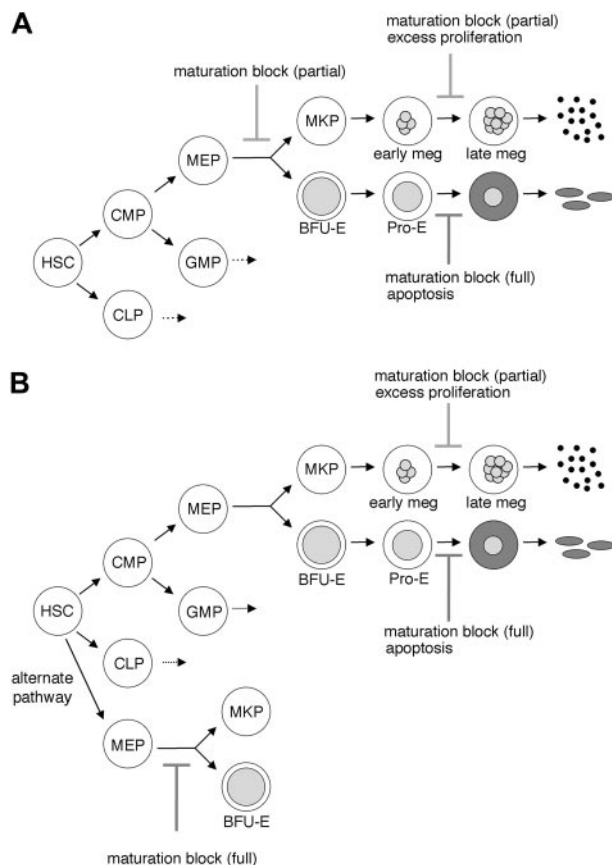 A
maturation block (partial)
excess proliferation
maturation block (partial)
MKP
early meg
late meg
MEP
CMP
BFU-E
Pro-E
HSC
GMP
maturation block (full)
apoptosis
CLP
B
maturation block (partial)
excess proliferation
MKP
early meg
late meg
MEP
CMP
BFU-E
Pro-E
HSC
GMP
maturation block (full)
apoptosis
CLP
alternate
pathway
MKP
MEP
BFU-E
maturation block (full)